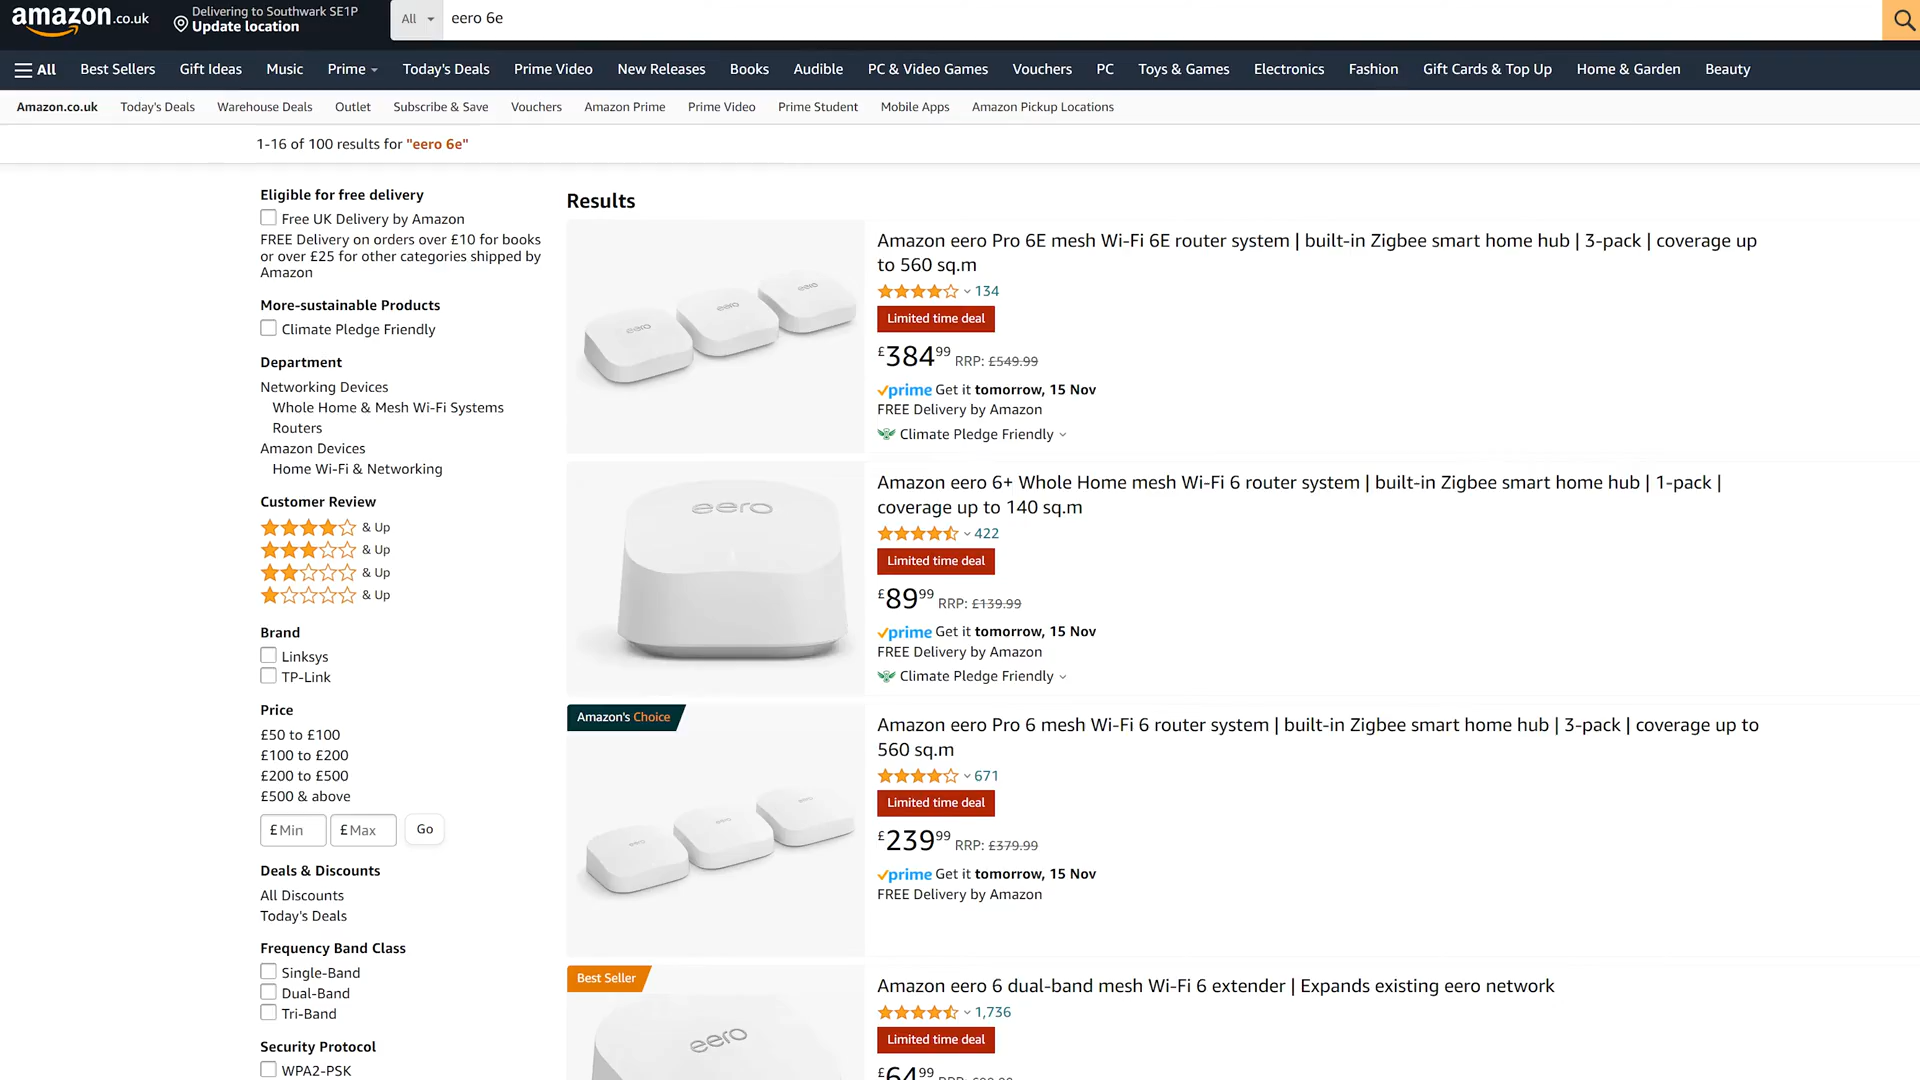 amazon.co.uk
Delivering to Southwark SE1P
Update location
All
eero 6e
All Best Sellers Gift Ideas Music Prime Today's Deals Prime Video New Releases Books Audible PC & Video Games Vouchers PC Toys & Games Electronics Fashion Gift Cards & Top Up Home & Garden Beauty
Amazon.co.uk Today's Deals Warehouse Deals Outlet Subscribe & Save Vouchers Amazon Prime Prime Video Prime Student Mobile Apps Amazon Pickup Locations
1-16 of 100 results for "eero 6e"
Eligible for free delivery
Free UK Delivery by Amazon
FREE Delivery on orders over £10 for books
or over £25 for other categories shipped by
Amazon
More-sustainable Products
Climate Pledge Friendly
Department
Networking Devices
Whole Home & Mesh Wi-Fi Systems
Routers
Amazon Devices
Home Wi-Fi & Networking
Customer Review
& Up
& Up
& Up
& Up
Brand
Linksys
TP-Link
Price
£50 to £100
£100 to £200
£200 to £500
£500 & above
£ Min £ Max Go
Deals & Discounts
All Discounts
Today's Deals
Frequency Band Class
Single-Band
Dual-Band
Tri-Band
Security Protocol
WPA2-PSK
Results
eero
eero
eero
Amazon eero Pro 6E mesh Wi-Fi 6E router system | built-in Zigbee smart home hub | 3-pack | coverage up
to 560 sq.m
134
Limited time deal
£384.99 RRP: £549.99
prime Get it tomorrow, 15 Nov
FREE Delivery by Amazon
Climate Pledge Friendly
eero
Amazon eero 6+ Whole Home mesh Wi-Fi 6 router system | built-in Zigbee smart home hub | 1-pack |
coverage up to 140 sq.m
422
Limited time deal
£89.99 RRP: £139.99
prime Get it tomorrow, 15 Nov
FREE Delivery by Amazon
Climate Pledge Friendly
Amazon's Choice
eero
eero
eero
Amazon eero Pro 6 mesh Wi-Fi 6 router system | built-in Zigbee smart home hub | 3-pack | coverage up to
560 sq.m
671
Limited time deal
£239.99 RRP: £379.99
prime Get it tomorrow, 15 Nov
FREE Delivery by Amazon
Best Seller
eero
Amazon eero 6 dual-band mesh Wi-Fi 6 extender | Expands existing eero network
1,736
Limited time deal
£64.99 RRP: